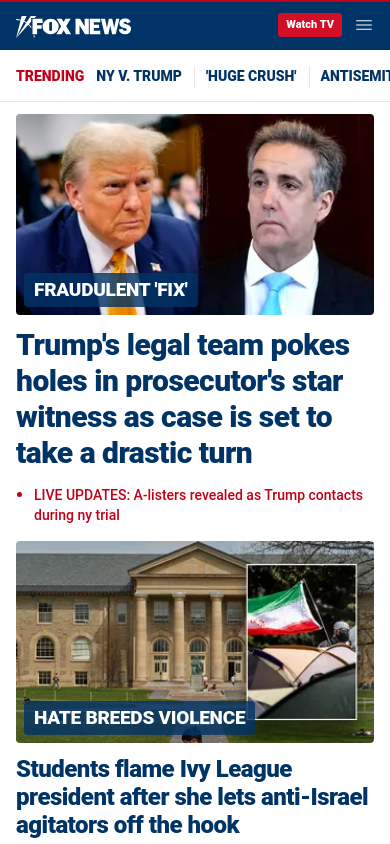 FOX NEWS
Watch TV
TRENDING NY V. TRUMP 'HUGE CRUSH' ANTISEMIT
FRAUDULENT 'FIX'
Trump's legal team pokes
holes in prosecutor's star
witness as case is set to
take a drastic turn
LIVE UPDATES: A-listers revealed as Trump contacts
during ny trial
HATE BREEDS VIOLENCE
Students flame Ivy League
president after she lets anti-Israel
agitators off the hook